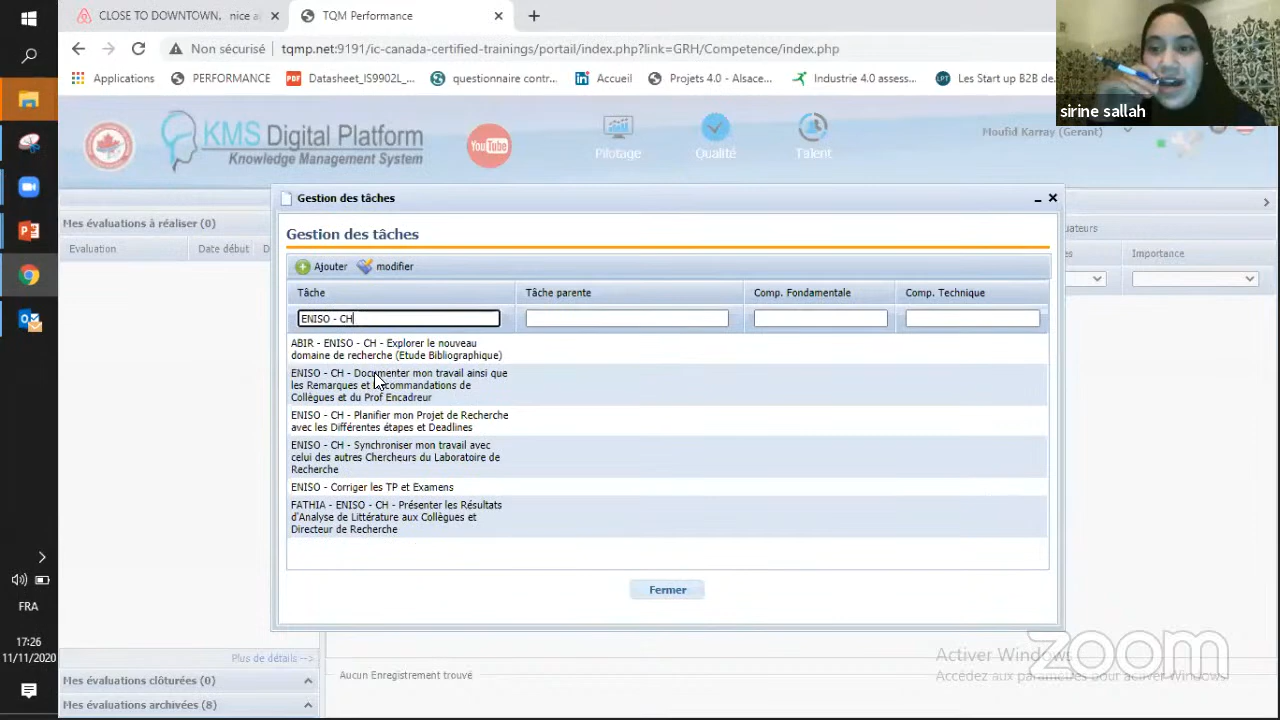 CLOSE TO DOWNTOWN. nice a
TQM Performance
Non sécurisé
tqmp.net:9191/ic-canada-certified-trainings/portail/index.php?link=GRH/Competence/index.php
Applications
PERFORMANCE
PDF
Datasheet_IS9902L_...
questionnaire contr...
Accueil
Projets 4.0 - Alsace...
Industrie 4.0 assess...
LPT
Les Start up B2B de
sirine sallah
KMS Digital Platform
Knowledge Management System
You Tube
Pilotage
Qualité
Talent
Moufid Karray (Gerant)
Gestion des tâches
Mes évaluations à réaliser (0)
Evaluation
Date début
Importance
Gestion des tâches
Ajouter
modifier
Tâche
Tâche parente
Comp. Fondamentale
Comp. Technique
ENISO - CH
ABIR - ENISO - CH - Explorer le nouveau
domaine de recherche (Etude Bibliographique)
ENISO - CH - Documenter mon travail ainsi que
les Remarques et Recommandations de
Collègues et du Prof Encadreur
ENISO - CH - Planifier mon Projet de Recherche
avec les Différentes étapes et Deadlines
ENISO - CH - Synchroniser mon travail avec
celui des autres Chercheurs du Laboratoire de
Recherche
ENISO - Corriger les TP et Examens
FATHIA - ENISO - CH - Présenter les Résultats
d'Analyse de Littérature aux Collègues et
Directeur de Recherche
Fermer
FRA
17:26
11/11/2020
Plus de détails -->
Mes évaluations clôturées (0)
Mes évaluations archivées (8)
Aucun Enregistrement trouvé
Activer Windows
Accédez aux paramètres pour activer Windows.
zoom